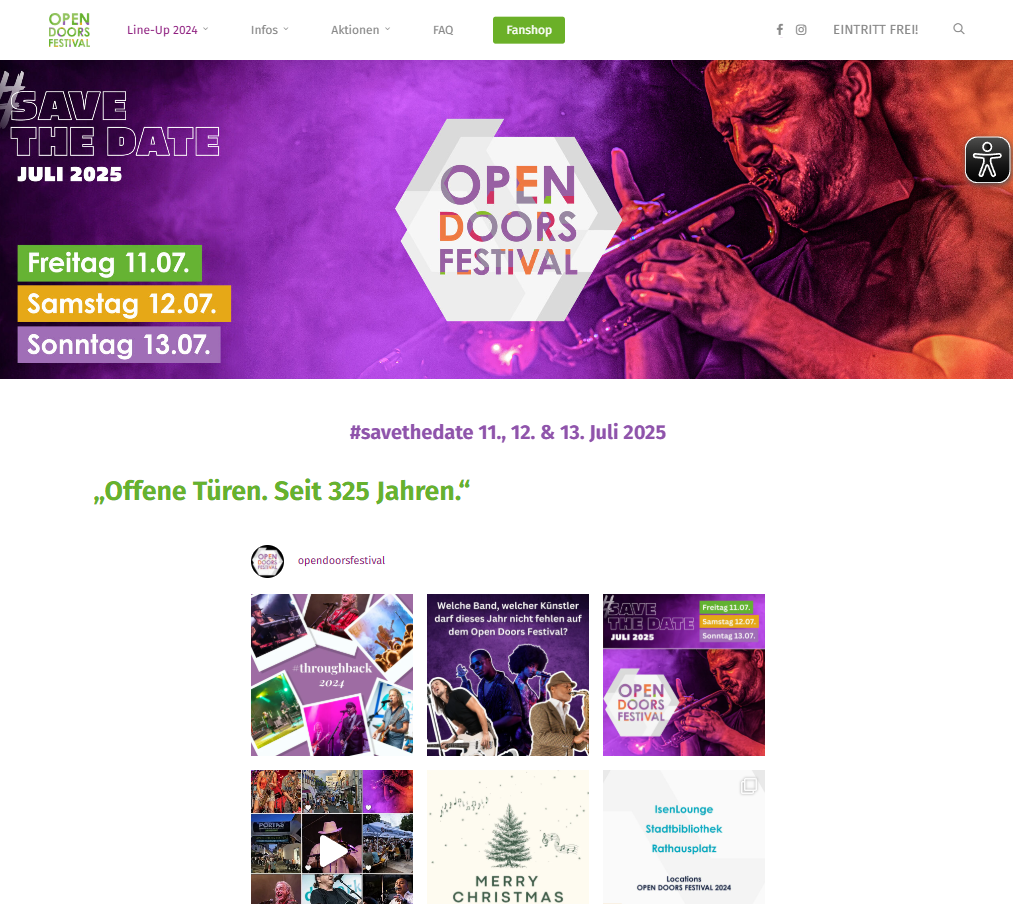 OPEN
DOORS
FESTIVAL
Line-Up 2024
Infos
Aktionen
FAQ
Fanshop
EINTRITT FREI!
#SAVE
THE DATE
JULI 2025
Freitag 11.07.
Samstag 12.07.
Sonntag 13.07.
OPEN
DOORS
FESTIVAL
#savethedate 11., 12. & 13. Juli 2025
„Offene Türen. Seit 325 Jahren.“
OPEN
DOORS
FESTIVAL
opendoorsfestival
#throughback
2024
Welche Band, welcher Künstler
darf dieses Jahr nicht fehlen auf
dem Open Doors Festival?
#SAVE
THE DATE
JULI 2025
Freitag 11.07.
Samstag 12.07.
Sonntag 13.07.
OPEN
DOORS
FESTIVAL
MERRY
CHRISTMAS
IsenLounge
Stadtbibliothek
Rathausplatz
Locations
OPEN DOORS FESTIVAL 2024